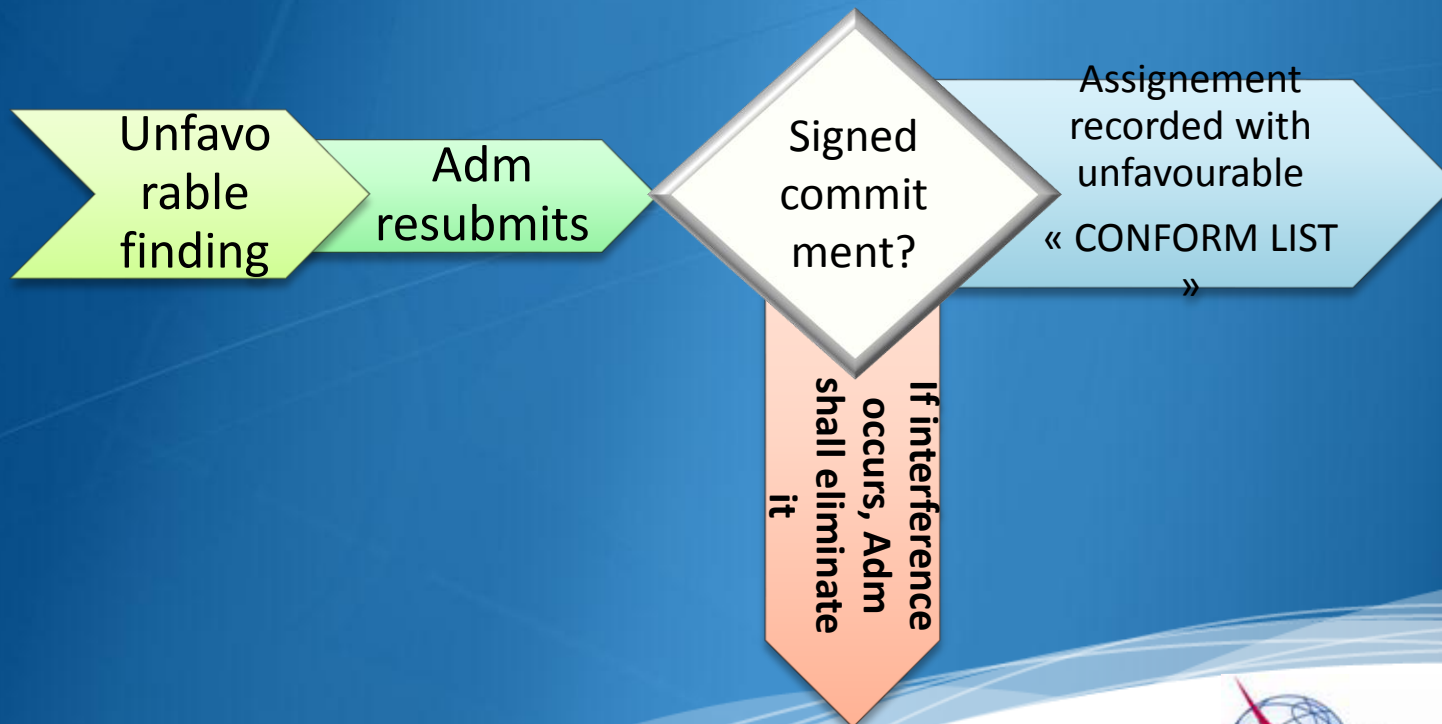 Unfavo
rable
finding
Adm
resubmits
Signed
commit
ment?
Assignement
recorded with
unfavourable
« CONFORM LIST
»
If interference
occurs, Adm
shall eliminate
it